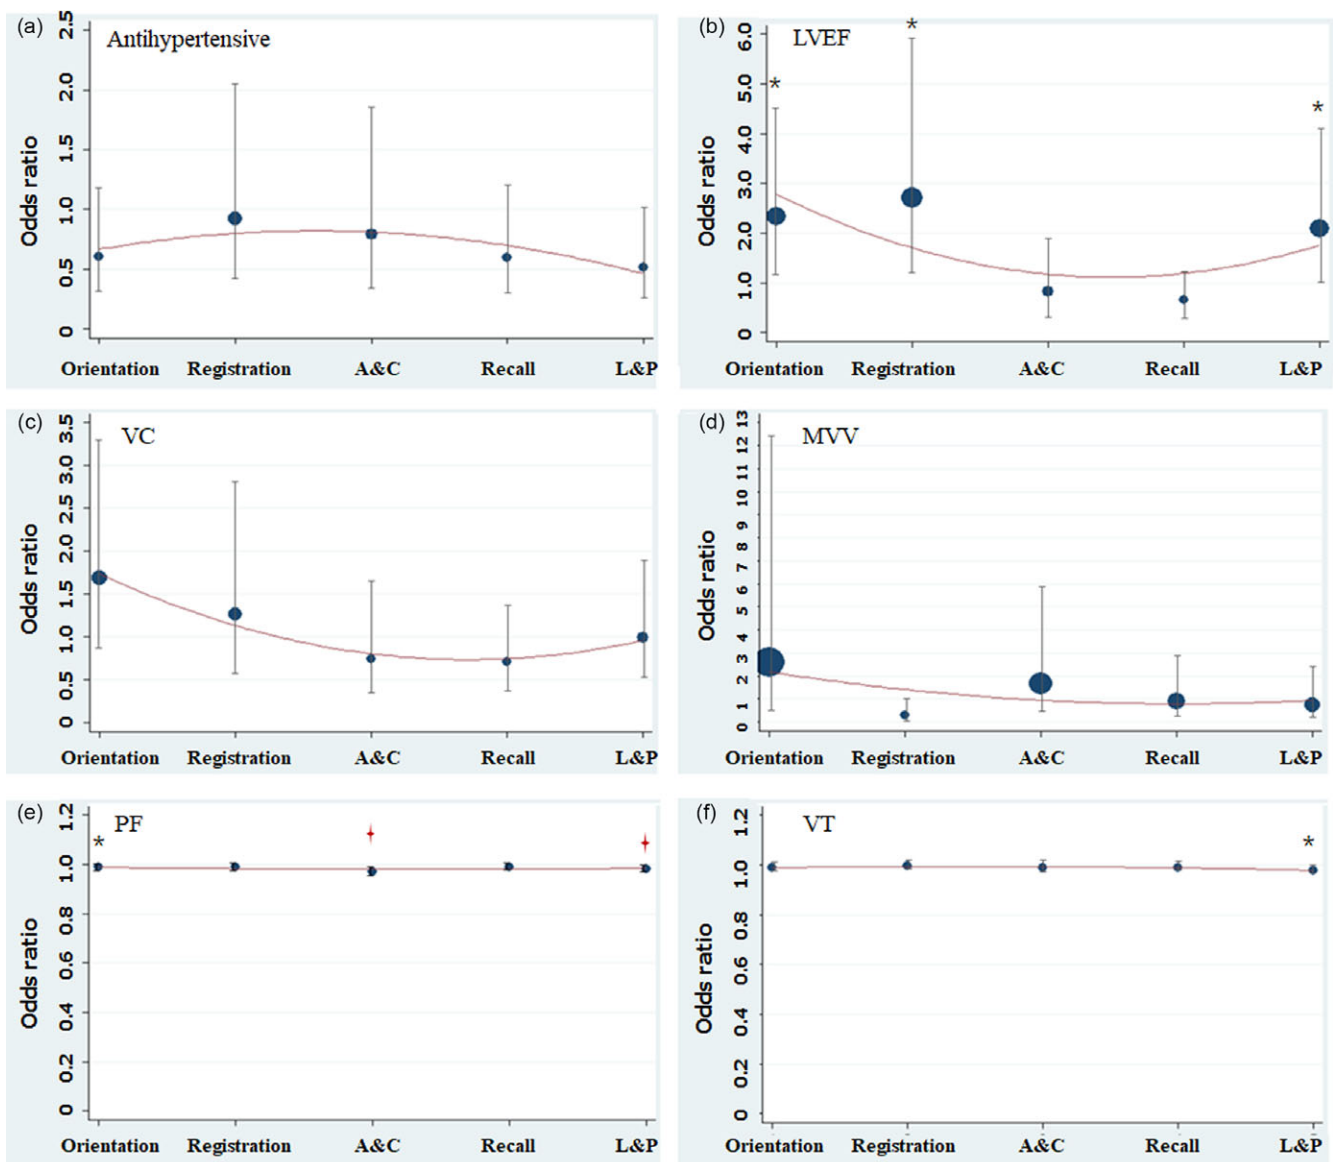 (a)
Antihypertensive
Odds ratio
2.5
2.0
1.5
1.0
0.5
0
Orientation Registration A&C Recall L&P
(b)
LVEF
Odds ratio
6.0
5.0
4.0
3.0
2.0
1.0
0
*
*
*
Orientation Registration A&C Recall L&P
(c)
VC
Odds ratio
3.5
3.0
2.5
2.0
1.5
1.0
0.5
0
Orientation Registration A&C Recall L&P
(d)
MVV
Odds ratio
13
12
11
10
9
8
7
6
5
4
3
2
1
0
Orientation Registration A&C Recall L&P
(e)
PF
Odds ratio
1.2
1.0
0.8
0.6
0.4
0.2
0
*
Orientation Registration A&C Recall L&P
(f)
VT
Odds ratio
1.2
1.0
0.8
0.6
0.4
0.2
0
*
Orientation Registration A&C Recall L&P